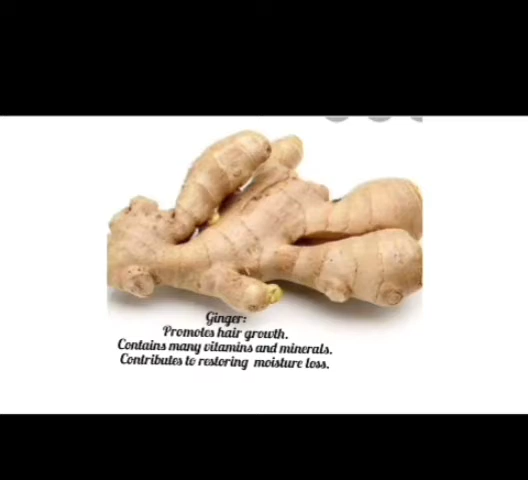 Ginger:
Promotes hair growth.
Contains many vitamins and minerals.
Contributes to restoring moisture loss.